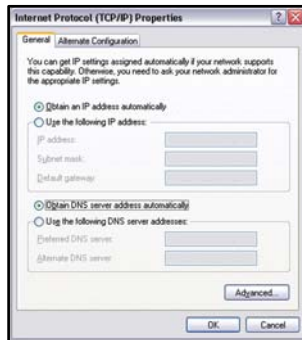 Internet Protocol (TCP/IP) Properties
General
Alternate Configuration
You can get IP settings assigned automatically if your network supports
this capability. Otherwise, you need to ask your network administrator for
the appropriate IP settings.
Obtain an IP address automatically
Use the following IP address:
IP address:
Subnet mask:
Default gateway:
Obtain DNS server address automatically
Use the following DNS server addresses:
Preferred DNS server:
Alternate DNS server:
Advanced...
OK
Cancel